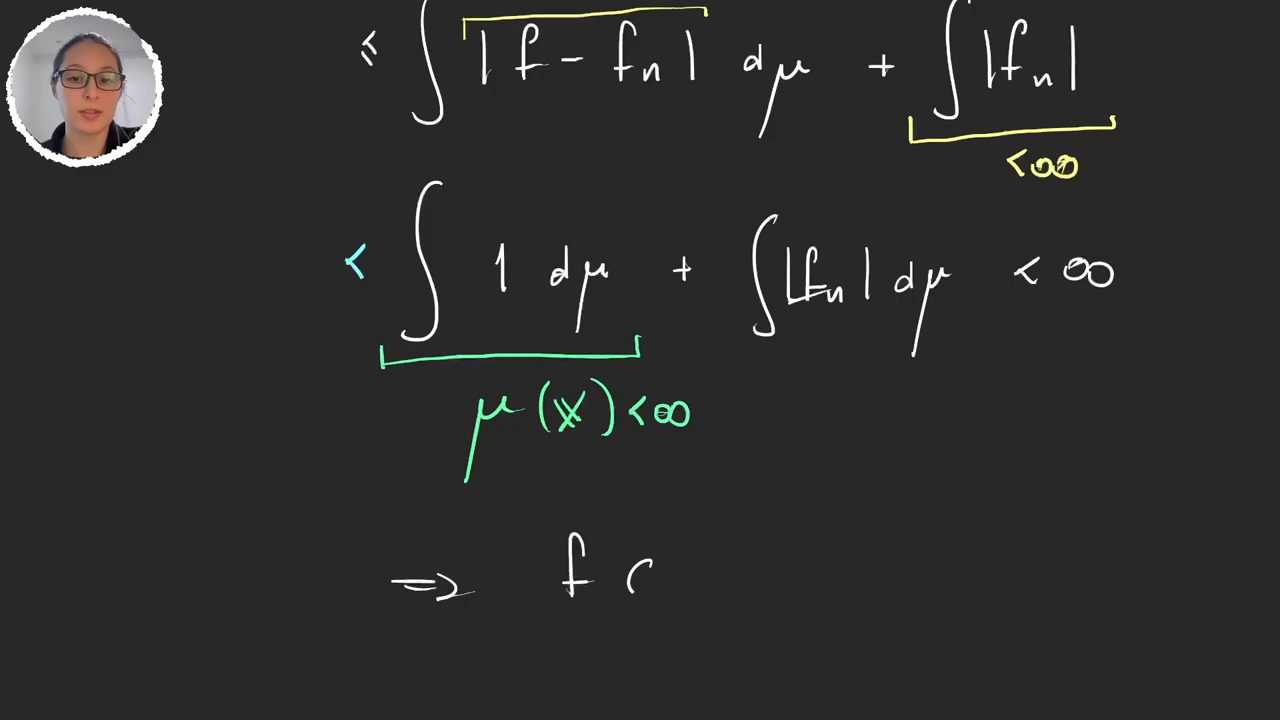 ≤ ∫ |f - fₙ| dμ + ∫ |fₙ|
<∞
< ∫ 1 dμ + ∫ |fₙ| dμ < ∞
μ(X) <∞
⇒ f